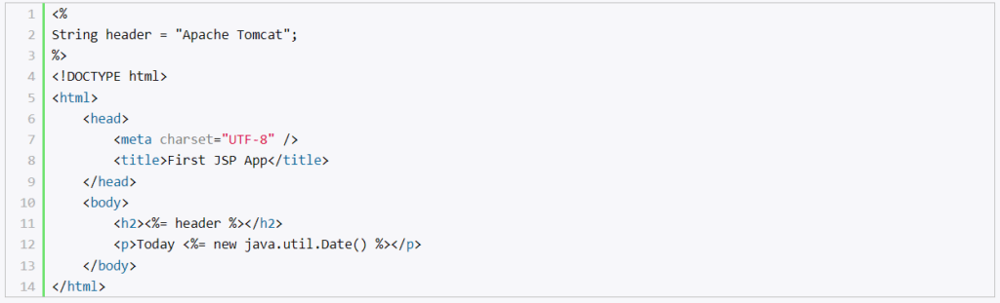 1 <%
2 String header = "Apache Tomcat";
3 %>
4 <!DOCTYPE html>
5 <html>
6     <head>
7         <meta charset="UTF-8" />
8         <title>First JSP App</title>
9     </head>
10     <body>
11         <h2><%= header %></h2>
12         <p>Today <%= new java.util.Date() %></p>
13     </body>
14 </html>